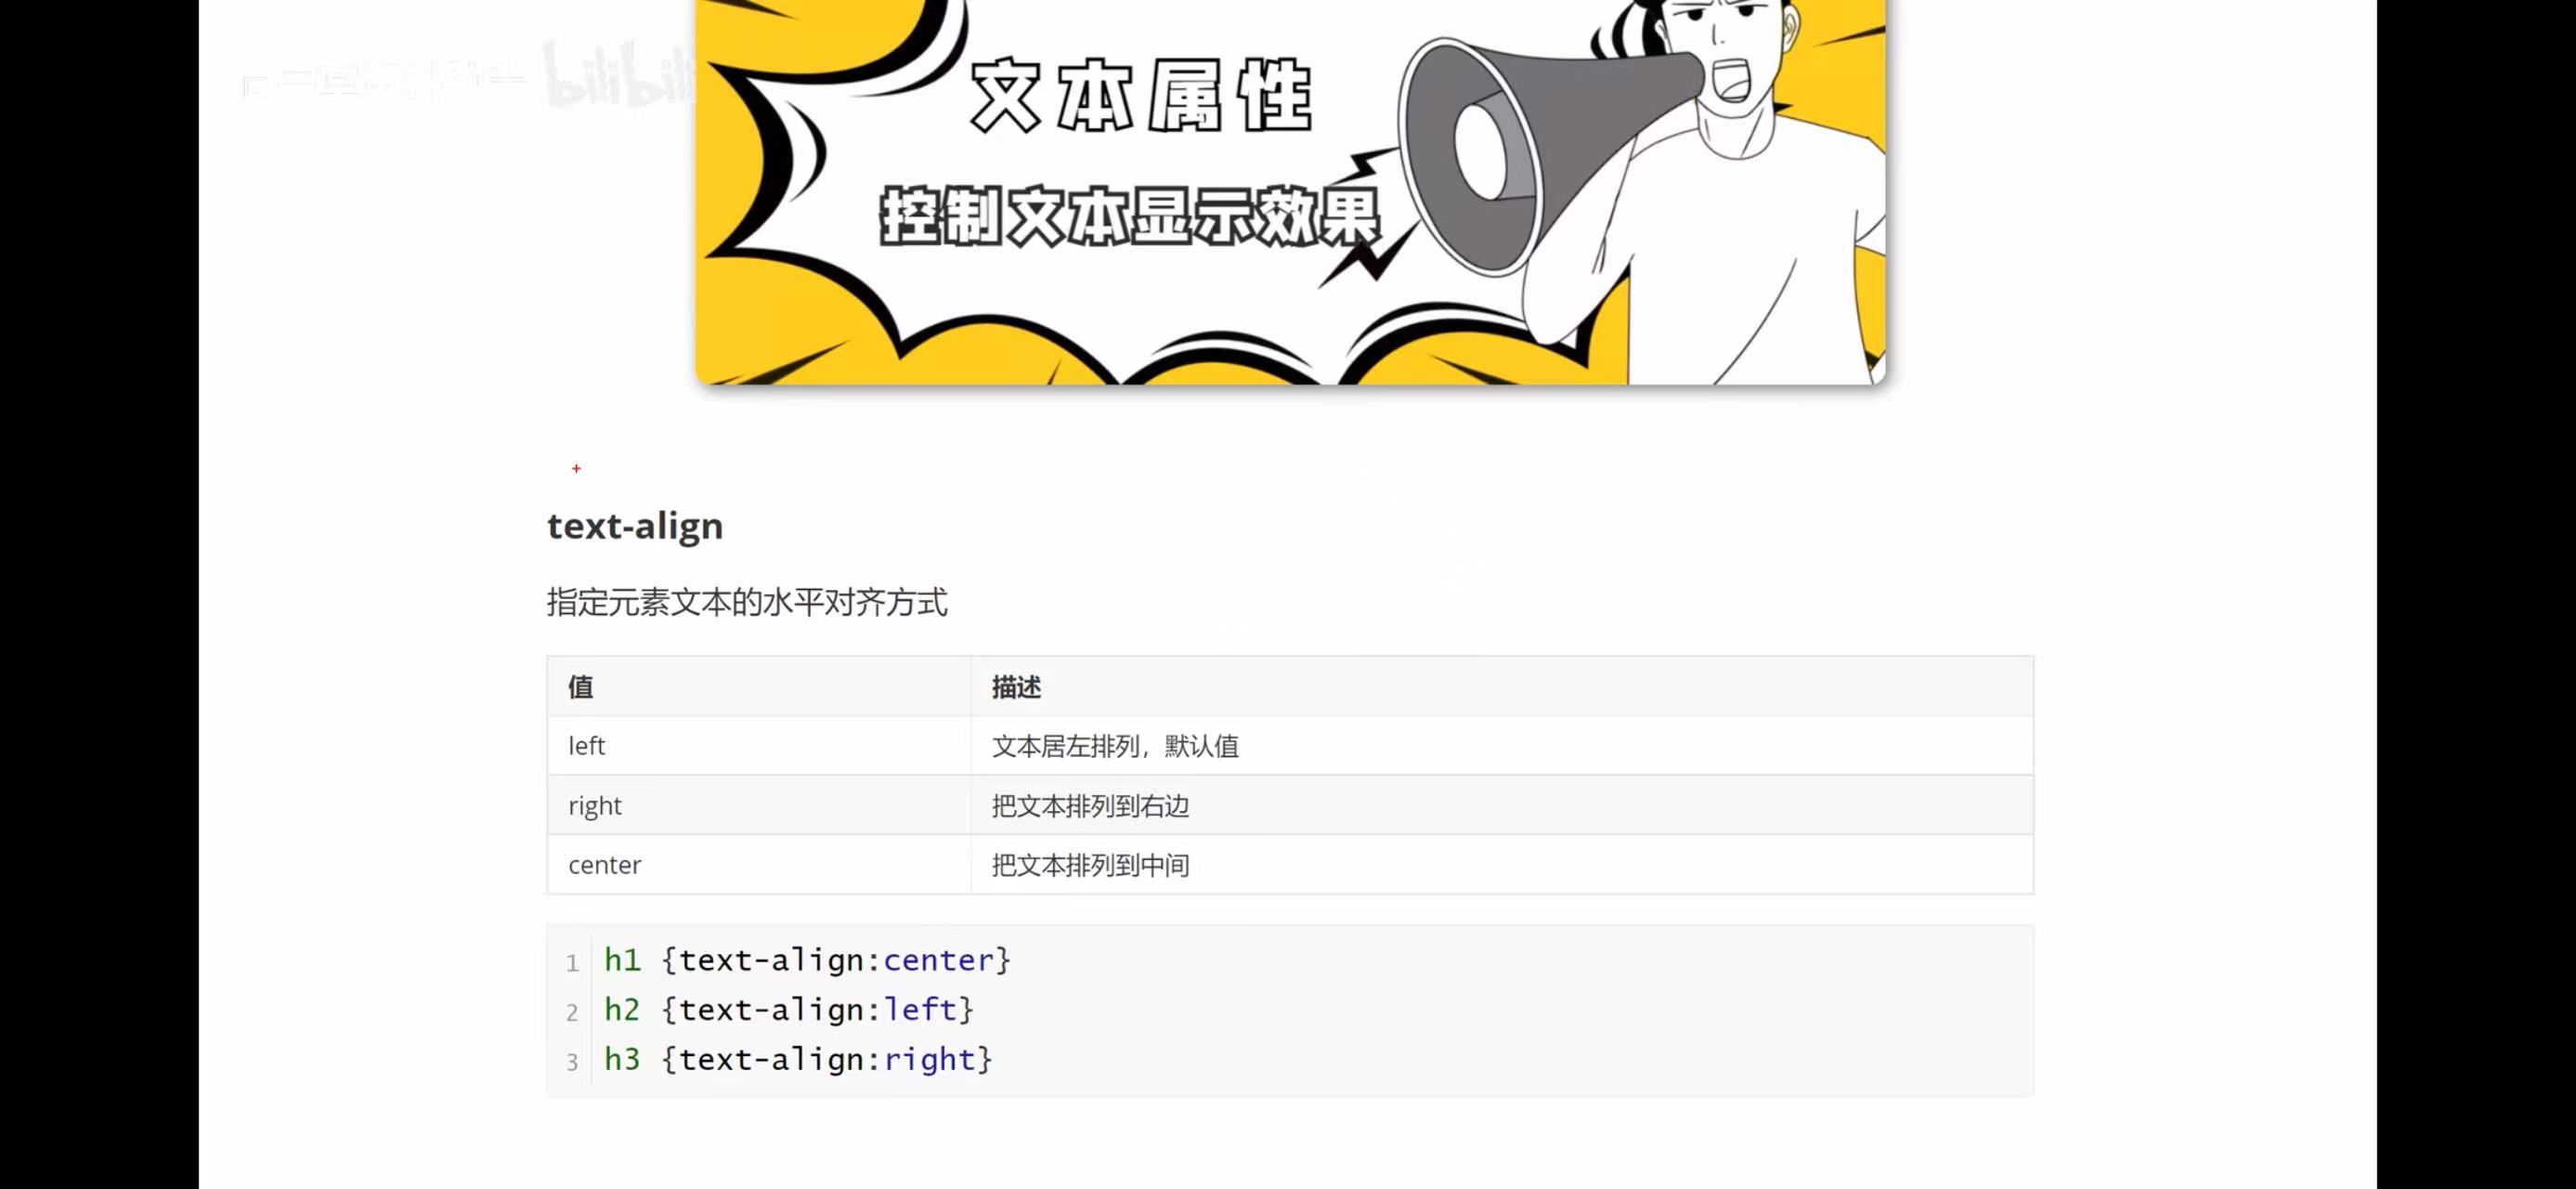 bilibili
文本属性
控制文本显示效果
text-align
指定元素文本的水平对齐方式
值 描述
left 文本居左排列，默认值
right 把文本排列到右边
center 把文本排列到中间
1 h1 {text-align:center}
2 h2 {text-align:left}
3 h3 {text-align:right}